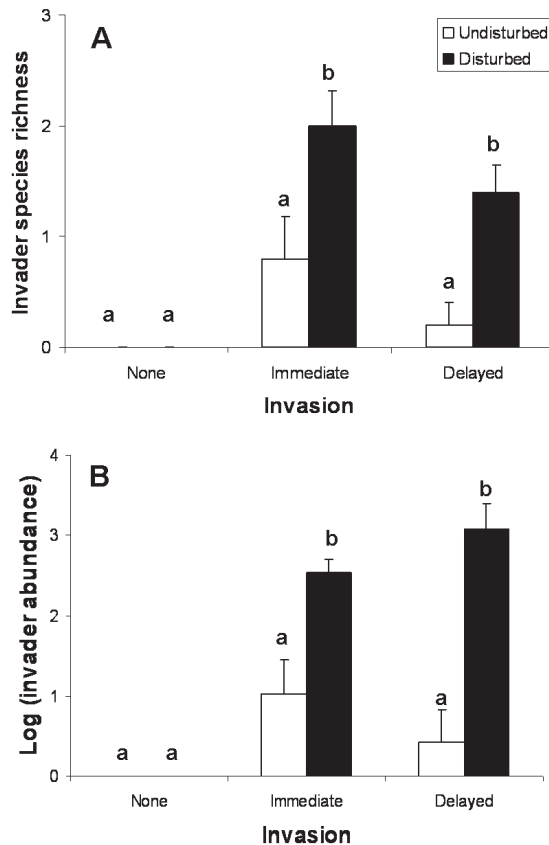 A
Undisturbed
Disturbed
Invader species richness
3
2
1
0
a a a b a b
None Immediate Delayed
Invasion
B
Log (invader abundance)
4
3
2
1
0
a a a b a b
None Immediate Delayed
Invasion